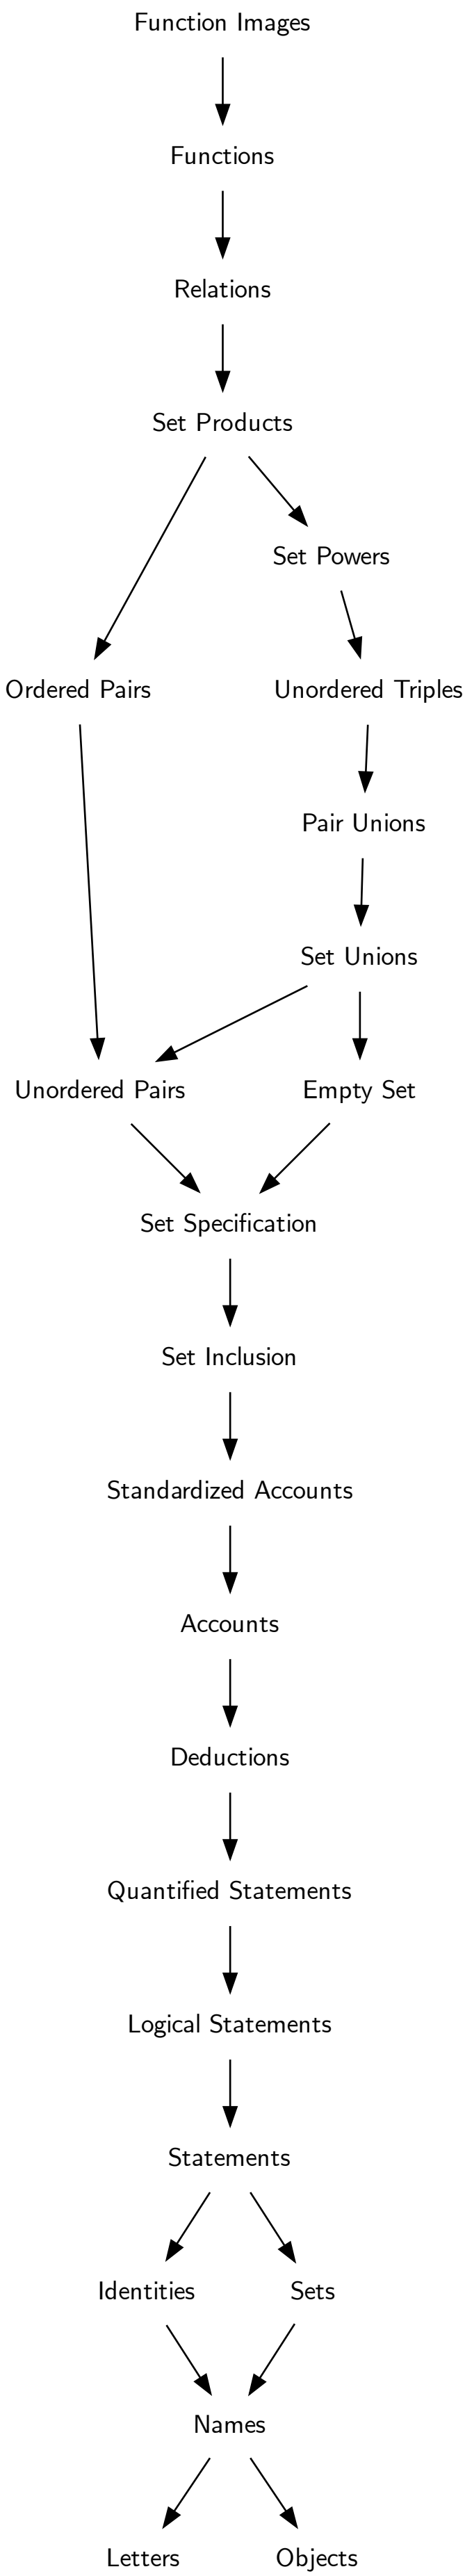 Function Images
Functions
Relations
Set Products
Set Powers
Ordered Pairs
Unordered Triples
Pair Unions
Set Unions
Unordered Pairs
Empty Set
Set Specification
Set Inclusion
Standardized Accounts
Accounts
Deductions
Quantified Statements
Logical Statements
Statements
Identities
Sets
Names
Letters
Objects